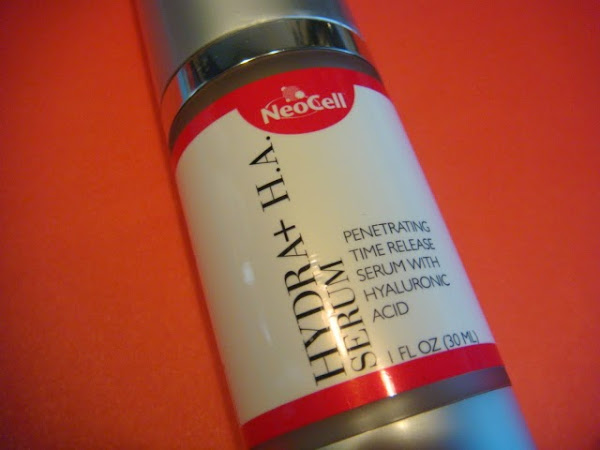 NeoCell
HYDRA+ H.A.
SERUM
PENETRATING
TIME RELEASE
SERUM WITH
HYALURONIC
ACID
1 FL OZ (30 ML)